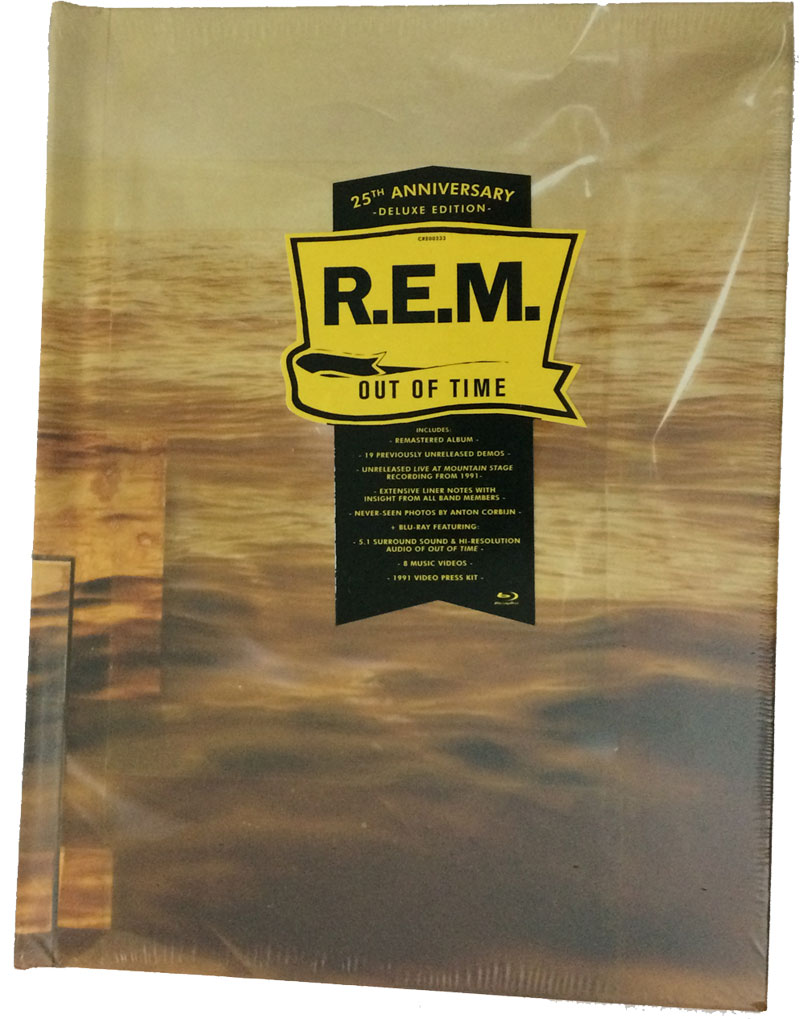 25TH ANNIVERSARY
-DELUXE EDITION-
R.E.M.
OUT OF TIME
INCLUDES:
- REMASTERED ALBUM -
- 19 PREVIOUSLY UNRELEASED DEMOS -
- UNRELEASED LIVE AT MOUNTAIN STAGE
RECORDING FROM 1991-
- EXTENSIVE LINER NOTES WITH
INSIGHT FROM ALL BAND MEMBERS -
- NEVER-SEEN PHOTOS BY ANTON CORBIJN -
+ BLU-RAY FEATURING:
- 5.1 SURROUND SOUND & HI-RESOLUTION
AUDIO OF OUT OF TIME -
- 8 MUSIC VIDEOS -
- 1991 VIDEO PRESS KIT -